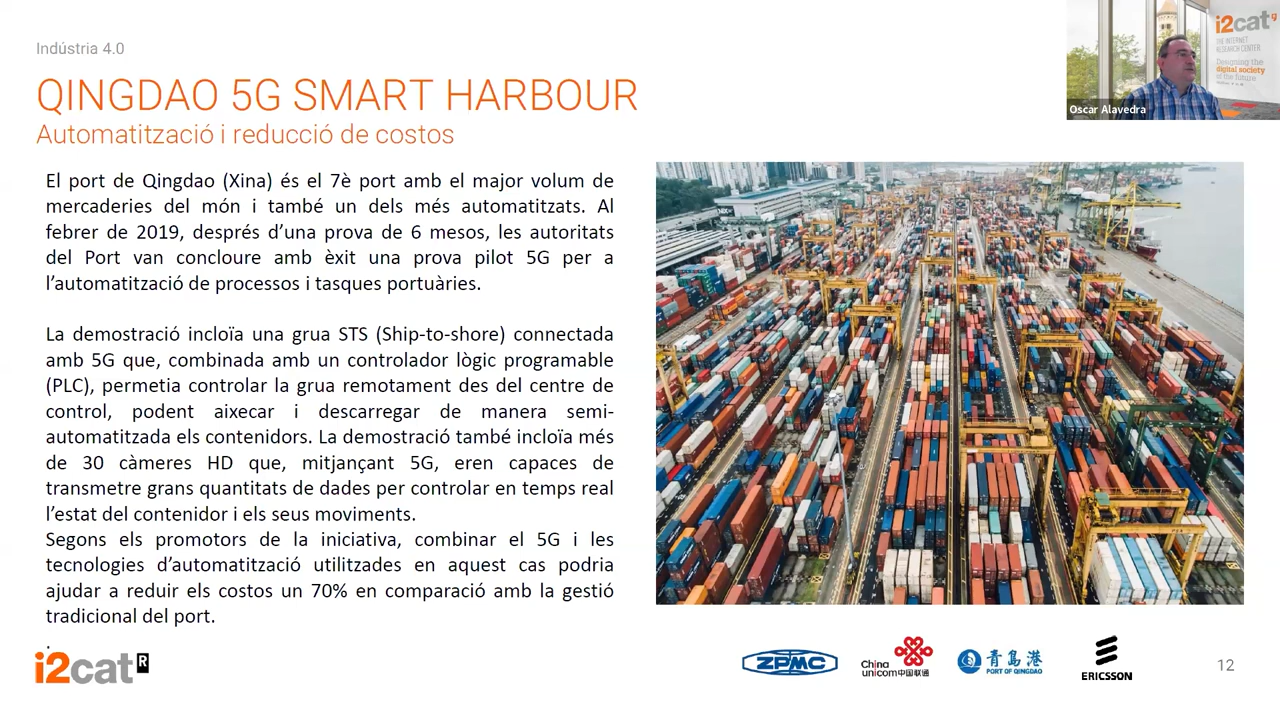 Indústria 4.0
QINGDAO 5G SMART HARBOUR
Automatització i reducció de costos
El port de Qingdao (Xina) és el 7è port amb el major volum de
mercaderies del món i també un dels més automatitzats. Al
febrer de 2019, després d’una prova de 6 mesos, les autoritats
del Port van concloure amb èxit una prova pilot 5G per a
l’automatització de processos i tasques portuàries.
La demostració incloïa una grua STS (Ship-to-shore) connectada
amb 5G que, combinada amb un controlador lògic programable
(PLC), permetia controlar la grua remotament des del centre de
control, podent aixecar i descarregar de manera semi-
automatitzada els contenidors. La demostració també incloïa més
de 30 càmeres HD que, mitjançant 5G, eren capaces de
transmetre grans quantitats de dades per controlar en temps real
l’estat del contenidor i els seus moviments.
Segons els promotors de la iniciativa, combinar el 5G i les
tecnologies d’automatització utilitzades en aquest cas podria
ajudar a reduir els costos un 70% en comparació amb la gestió
tradicional del port.
.
i2cat R
ZPMC
China
unicom中国联通
青岛港
PORT OF QINGDAO
ERICSSON
12
i2cat
THE INTERNET
RESEARCH CENTER
Designing the
digital society
of the future
Oscar Alavedra